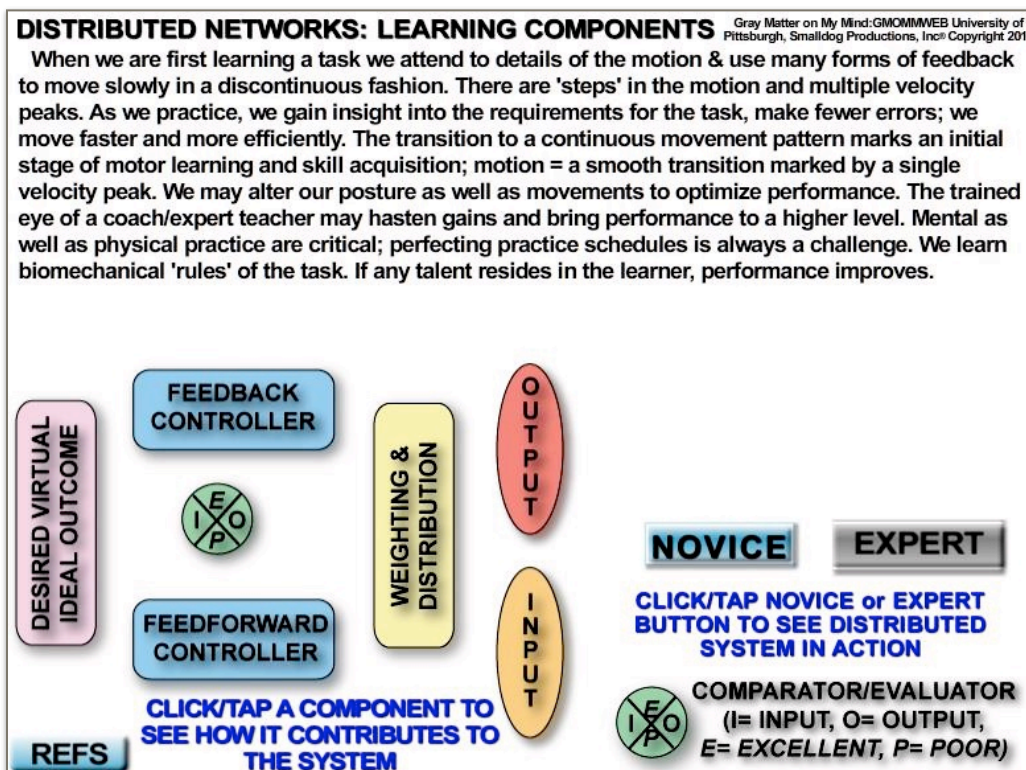 DISTRIBUTED NETWORKS: LEARNING COMPONENTS
Gray Matter on My Mind:GMOMMWEB University of
Pittsburgh, Smalldog Productions, Inc® Copyright 201
When we are first learning a task we attend to details of the motion & use many forms of feedback
to move slowly in a discontinuous fashion. There are 'steps' in the motion and multiple velocity
peaks. As we practice, we gain insight into the requirements for the task, make fewer errors; we
move faster and more efficiently. The transition to a continuous movement pattern marks an initial
stage of motor learning and skill acquisition; motion = a smooth transition marked by a single
velocity peak. We may alter our posture as well as movements to optimize performance. The trained
eye of a coach/expert teacher may hasten gains and bring performance to a higher level. Mental as
well as physical practice are critical; perfecting practice schedules is always a challenge. We learn
biomechanical 'rules' of the task. If any talent resides in the learner, performance improves.
DESIRED VIRTUAL
IDEAL OUTCOME
FEEDBACK
CONTROLLER
E
I O
P
FEEDFORWARD
CONTROLLER
WEIGHTING &
DISTRIBUTION
OUTPUT
INPUT
NOVICE
EXPERT
CLICK/TAP NOVICE or EXPERT
BUTTON TO SEE DISTRIBUTED
SYSTEM IN ACTION
CLICK/TAP A COMPONENT TO
SEE HOW IT CONTRIBUTES TO
THE SYSTEM
REFS
E
I O
P
COMPARATOR/EVALUATOR
(I= INPUT, O= OUTPUT,
E= EXCELLENT, P= POOR)